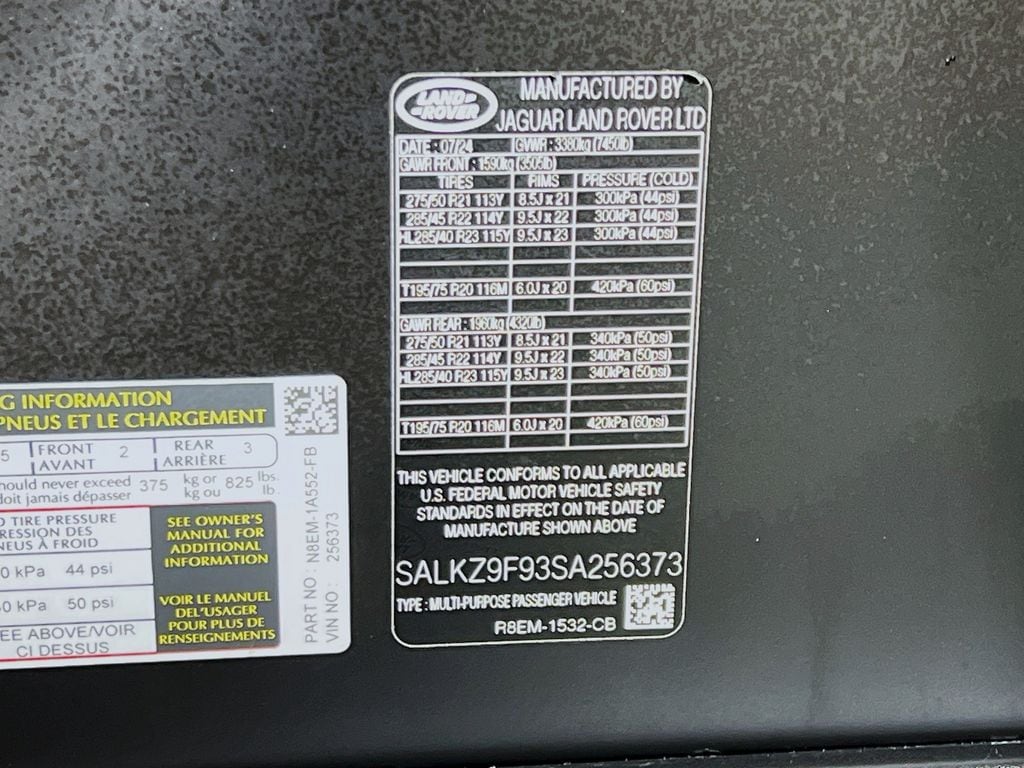 LAND
ROVER
MANUFACTURED BY
JAGUAR LAND ROVER LTD
DATE : 07/24 GVWR : 3380kg (7450lb)
GAWR FRONT : 1590kg (3505lb)
TIRES RIMS PRESSURE (COLD)
275/50 R21 113Y 8.5J x 21 300kPa (44psi)
285/45 R22 114Y 9.5J x 22 300kPa (44psi)
HL285/40 R23 115Y 9.5J x 23 300kPa (44psi)
T195/75 R20 116M 6.0J x 20 420kPa (60psi)
GAWR REAR : 1960kg (4320lb)
275/50 R21 113Y 8.5J x 21 340kPa (50psi)
285/45 R22 114Y 9.5J x 22 340kPa (50psi)
HL285/40 R23 115Y 9.5J x 23 340kPa (50psi)
T195/75 R20 116M 6.0J x 20 420kPa (60psi)
THIS VEHICLE CONFORMS TO ALL APPLICABLE
U.S. FEDERAL MOTOR VEHICLE SAFETY
STANDARDS IN EFFECT ON THE DATE OF
MANUFACTURE SHOWN ABOVE
SALKZ9F93SA256373
TYPE : MULTI-PURPOSE PASSENGER VEHICLE
R8EM-1532-CB
G INFORMATION
PNEUS ET LE CHARGEMENT
5 FRONT 2 REAR 3
AVANT ARRIÈRE
hould never exceed 375 kg or 825 lbs.
doit jamais dépasser kg ou lb.
D TIRE PRESSURE
RESSION DES
NEUS À FROID
0 kPa 44 psi
0 kPa 50 psi
EE ABOVE/VOIR
CI DESSUS
SEE OWNER'S
MANUAL FOR
ADDITIONAL
INFORMATION
VOIR LE MANUEL
DEL'USAGER
POUR PLUS DE
RENSEIGNEMENTS
PART NO : N8EM-1A552-FB
VIN NO : 256373